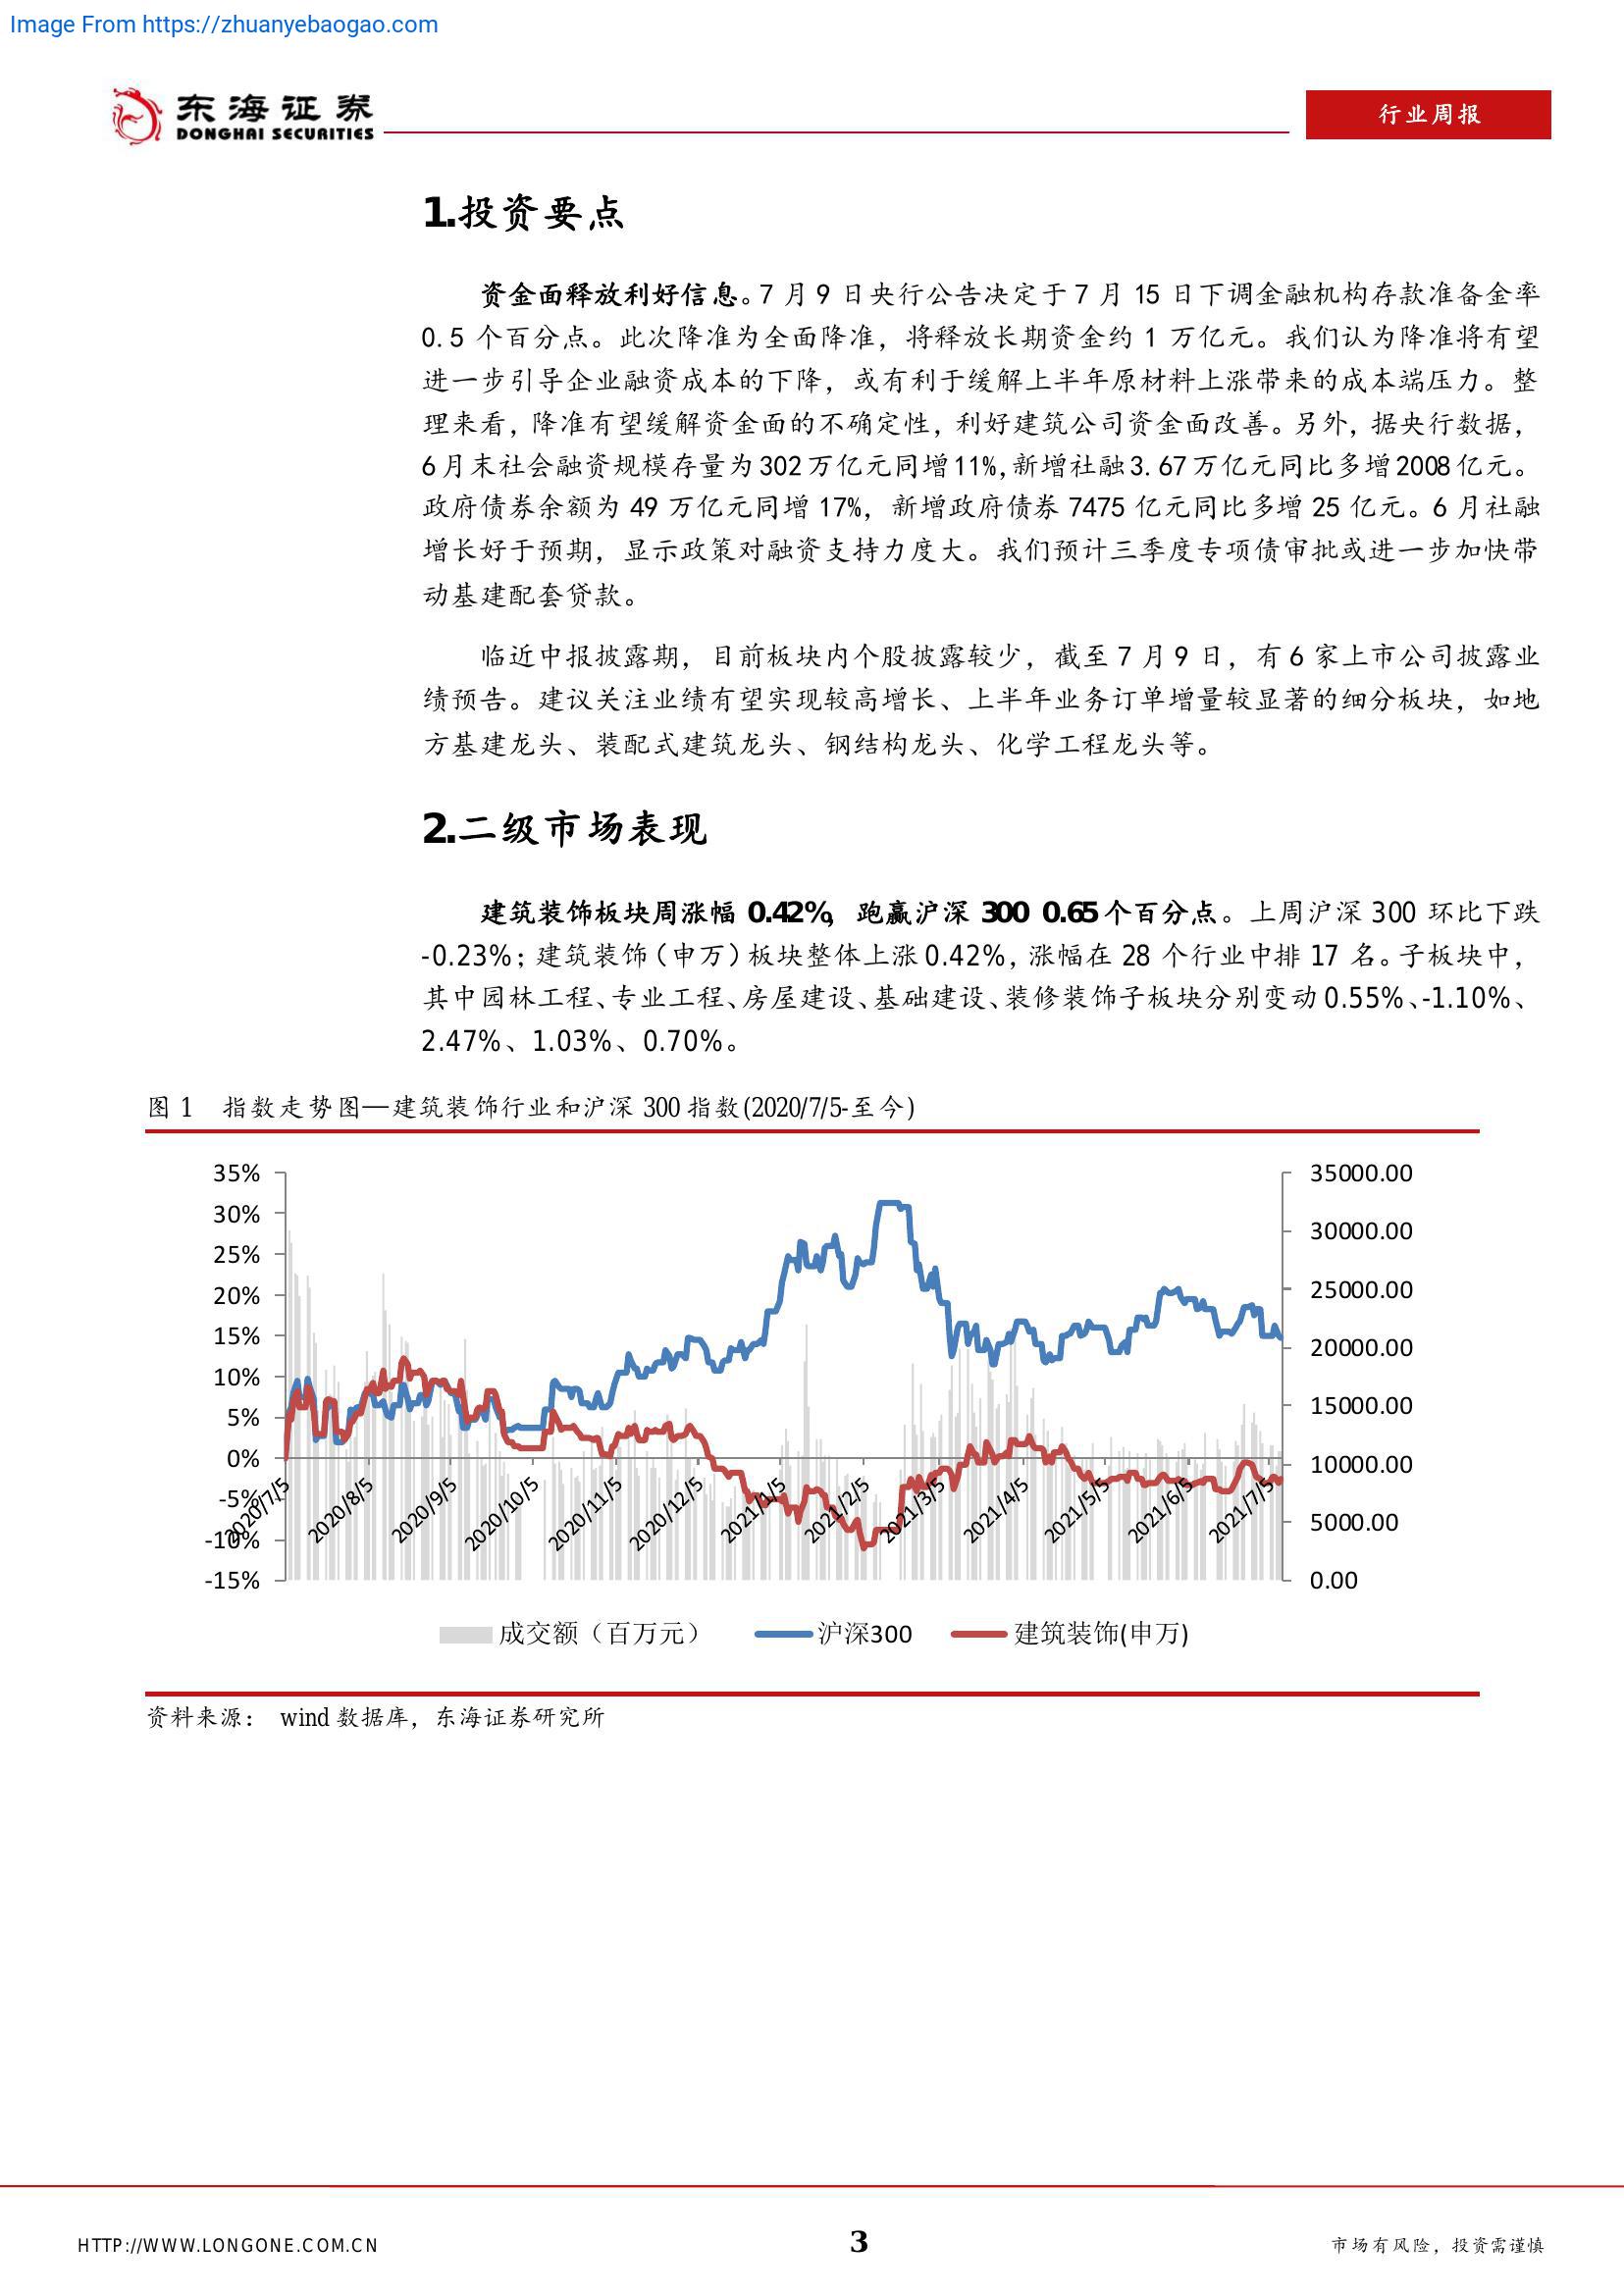 Image From https://zhuanyebaogao.com
东海证券
DONGHAI SECURITIES
行业周报
1.投资要点
资金面释放利好信息。7 月 9 日央行公告决定于 7 月 15 日下调金融机构存款准备金率
0.5 个百分点。此次降准为全面降准，将释放长期资金约 1 万亿元。我们认为降准将有望
进一步引导企业融资成本的下降，或有利于缓解上半年原材料上涨带来的成本端压力。整
理来看，降准有望缓解资金面的不确定性，利好建筑公司资金面改善。另外，据央行数据，
6 月末社会融资规模存量为 302 万亿元同增 11%，新增社融 3.67 万亿元同比多增 2008 亿元。
政府债券余额为 49 万亿元同增 17%，新增政府债券 7475 亿元同比多增 25 亿元。6 月社融
增长好于预期，显示政策对融资支持力度大。我们预计三季度专项债审批或进一步加快带
动基建配套贷款。
临近中报披露期，目前板块内个股披露较少，截至 7 月 9 日，有 6 家上市公司披露业
绩预告。建议关注业绩有望实现较高增长、上半年业务订单增量较显著的细分板块，如地
方基建龙头、装配式建筑龙头、钢结构龙头、化学工程龙头等。
2.二级市场表现
建筑装饰板块周涨幅 0.42%，跑赢沪深 300 0.65 个百分点。上周沪深 300 环比下跌
-0.23%；建筑装饰（申万）板块整体上涨 0.42%，涨幅在 28 个行业中排 17 名。子板块中，
其中园林工程、专业工程、房屋建设、基础建设、装修装饰子板块分别变动 0.55%、-1.10%、
2.47%、1.03%、0.70%。
图 1 指数走势图—建筑装饰行业和沪深 300 指数(2020/7/5-至今)
35%
30%
25%
20%
15%
10%
5%
0%
-5%
-10%
-15%
35000.00
30000.00
25000.00
20000.00
15000.00
10000.00
5000.00
0.00
2020/7/5
2020/8/5
2020/9/5
2020/10/5
2020/11/5
2020/12/5
2021/1/5
2021/2/5
2021/3/5
2021/4/5
2021/5/5
2021/6/5
2021/7/5
成交额（百万元） 沪深300 建筑装饰(申万)
资料来源： wind 数据库，东海证券研究所
HTTP://WWW.LONGONE.COM.CN 3 市场有风险，投资需谨慎